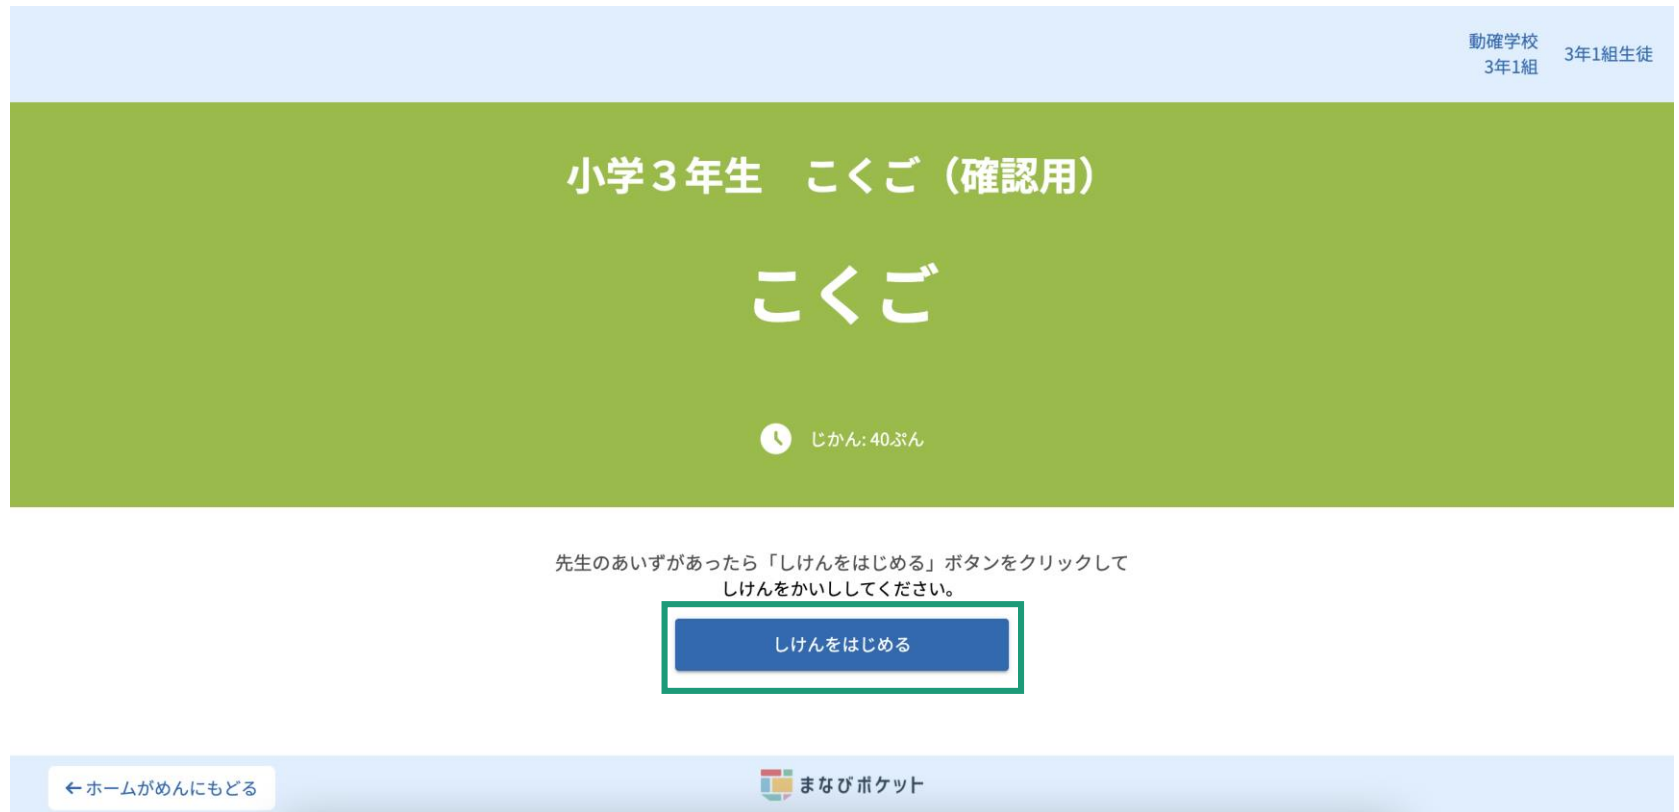 動確学校
3年1組
3年1組生徒
小学３年生　こくご（確認用）
こくご
じかん: 40ぷん
先生のあいずがあったら「しけんをはじめる」ボタンをクリックして
しけんをかいししてください。
しけんをはじめる
←ホームがめんにもどる
まなびポケット